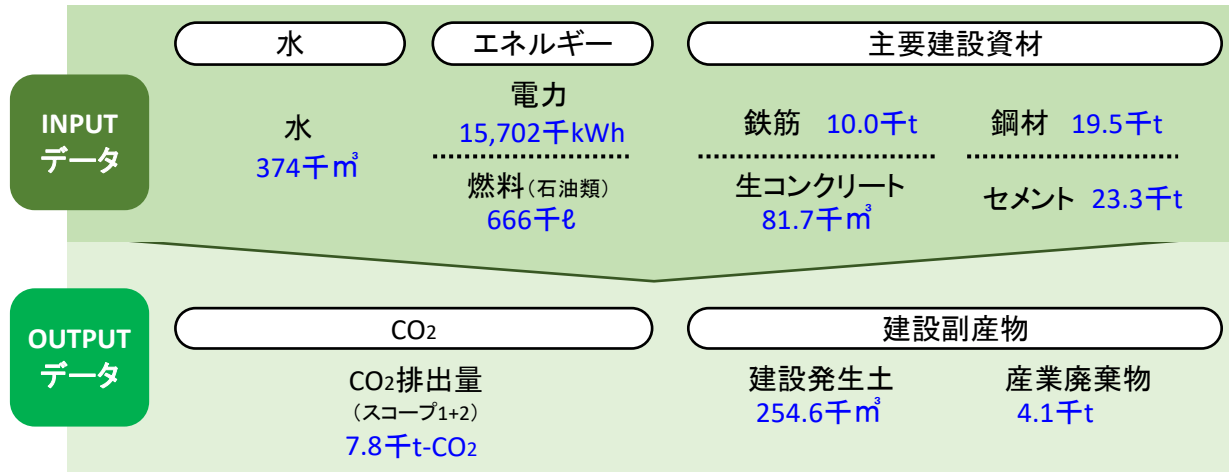 水
エネルギー
主要建設資材
INPUT
データ
水
374千㎥
電力
15,702千kWh
燃料(石油類)
666千ℓ
鉄筋 10.0千t
鋼材 19.5千t
生コンクリート
81.7千㎥
セメント 23.3千t
OUTPUT
データ
CO2
建設副産物
CO2排出量
(スコープ1+2)
7.8千t-CO2
建設発生土
254.6千㎥
産業廃棄物
4.1千t